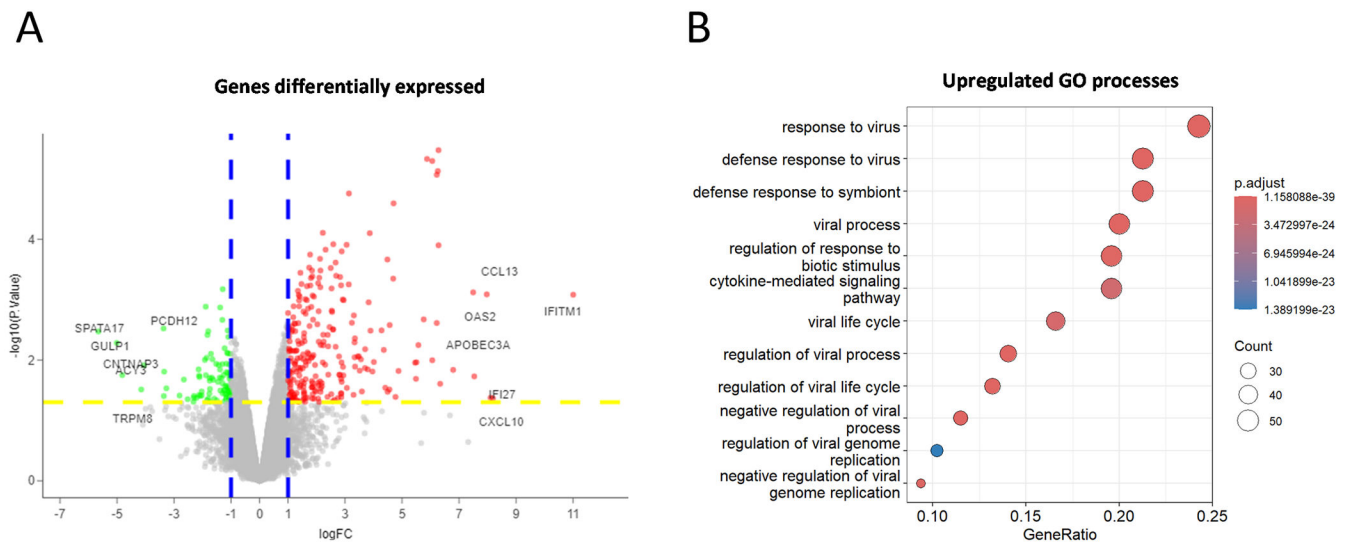 A
Genes differentially expressed
-log10(P.Value)
4
2
0
-7
-5
-3
-1
0
1
3
5
7
9
11
logFC
SPATA17
PCDH12
GULP1
CNTNAP3
ACY3
TRPM8
CCL13
OAS2
IFITM1
APOBEC3A
IFI27
CXCL10
B
Upregulated GO processes
response to virus
defense response to virus
defense response to symbiont
viral process
regulation of response to
biotic stimulus
cytokine-mediated signaling
pathway
viral life cycle
regulation of viral process
regulation of viral life cycle
negative regulation of viral
process
regulation of viral genome
replication
negative regulation of viral
genome replication
0.10
0.15
0.20
0.25
GeneRatio
p.adjust
1.158088e-39
3.472997e-24
6.945994e-24
1.041899e-23
1.389199e-23
Count
30
40
50